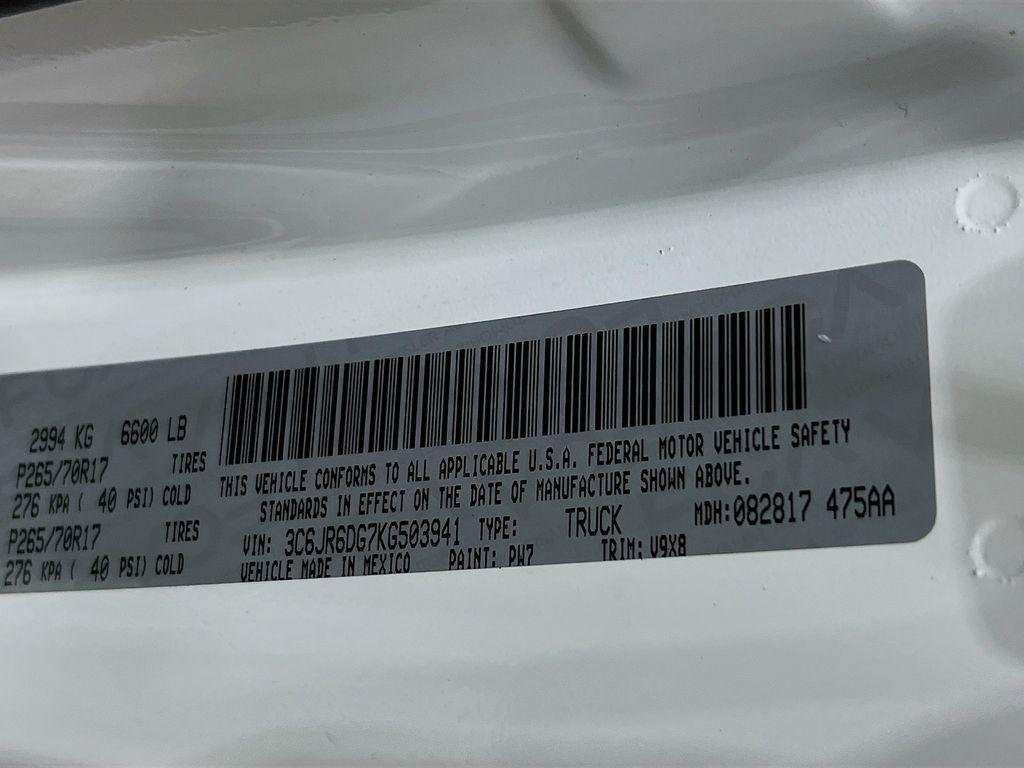 2994 KG 6600 LB
P265/70R17 TIRES
276 KPA ( 40 PSI) COLD
P265/70R17 TIRES
276 KPA ( 40 PSI) COLD
THIS VEHICLE CONFORMS TO ALL APPLICABLE U.S.A. FEDERAL MOTOR VEHICLE SAFETY
STANDARDS IN EFFECT ON THE DATE OF MANUFACTURE SHOWN ABOVE.
VIN: 3C6JR6DG7KG503941 TYPE: TRUCK MDH:082817 475AA
VEHICLE MADE IN MEXICO PAINT: PW7 TRIM: V9X8